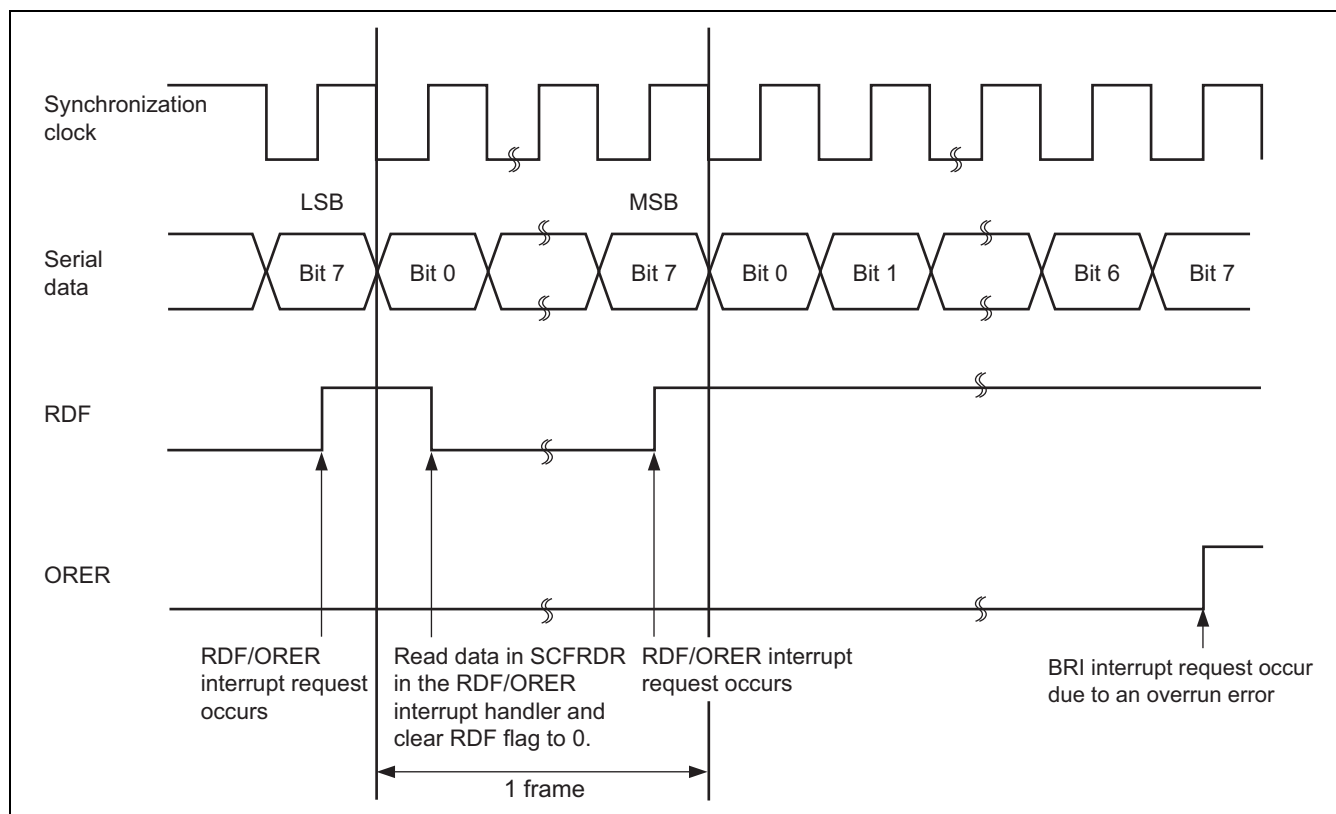 Synchronization
clock
LSB
MSB
Serial
data
Bit 7
Bit 0
Bit 7
Bit 0
Bit 1
Bit 6
Bit 7
RDF
ORER
RDF/ORER
interrupt request
occurs
Read data in SCFRDR
in the RDF/ORER
interrupt handler and
clear RDF flag to 0.
RDF/ORER interrupt
request occurs
BRI interrupt request occur
due to an overrun error
1 frame